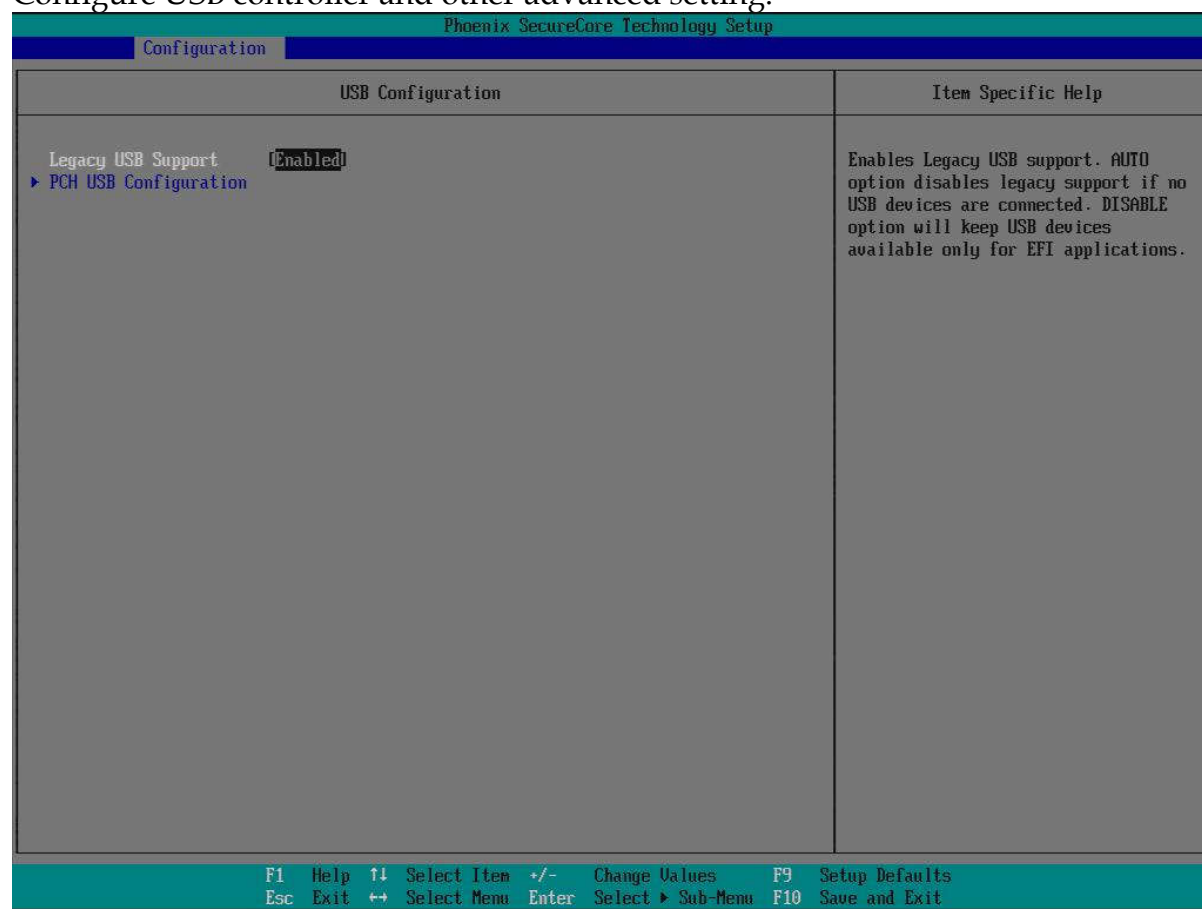 Configure USB controller and other advanced setting.
Phoenix SecureCore Technology Setup
Configuration
USB Configuration
Item Specific Help
Legacy USB Support [Enabled]
▶ PCH USB Configuration
Enables Legacy USB support. AUTO
option disables legacy support if no
USB devices are connected. DISABLE
option will keep USB devices
available only for EFI applications.
F1 Help ↑↓ Select Item +/- Change Values F9 Setup Defaults
Esc Exit ↔ Select Menu Enter Select ▶ Sub-Menu F10 Save and Exit